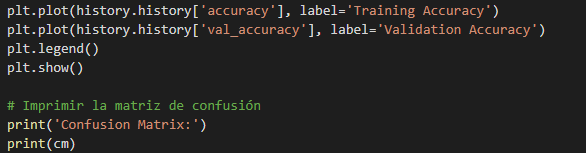 plt.plot(history.history['accuracy'], label='Training Accuracy')
plt.plot(history.history['val_accuracy'], label='Validation Accuracy')
plt.legend()
plt.show()

# Imprimir la matriz de confusión
print('Confusion Matrix:')
print(cm)